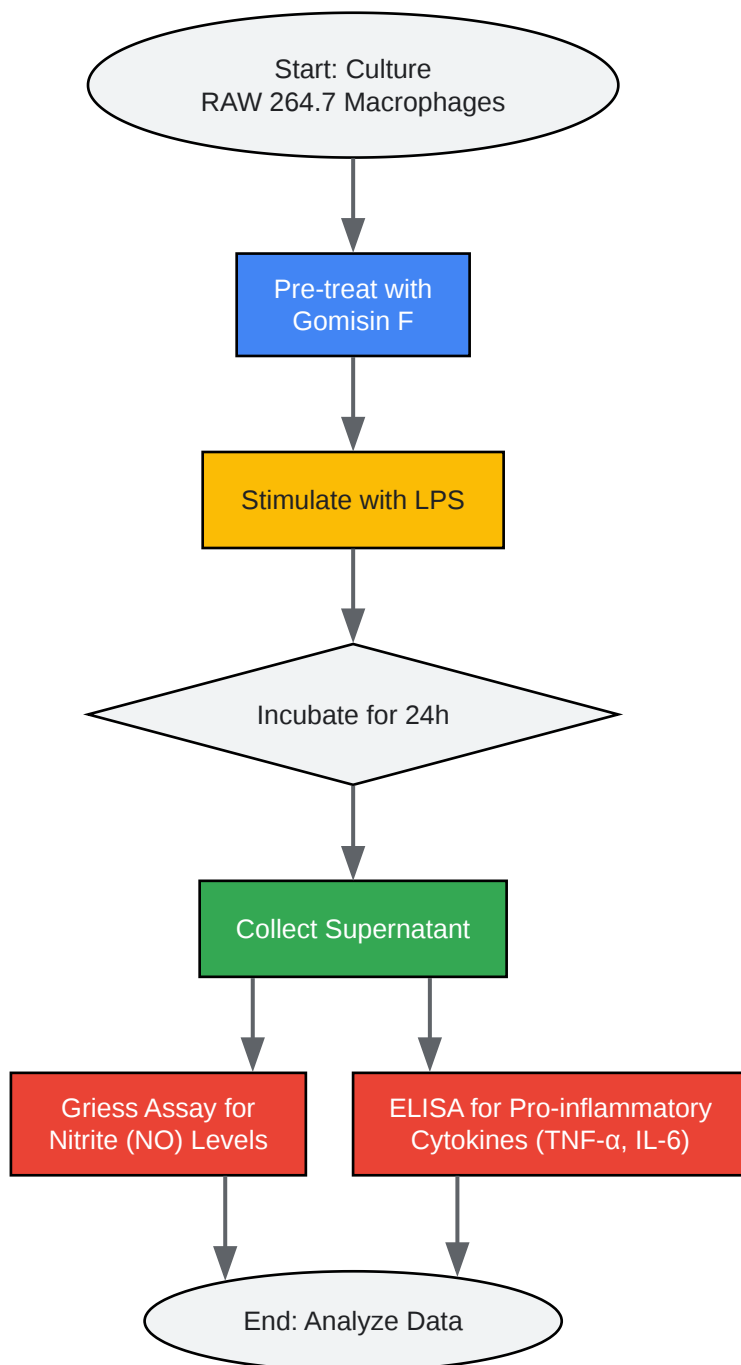 Start: Culture
RAW 264.7 Macrophages
Pre-treat with
Gomisin F
Stimulate with LPS
Incubate for 24h
Collect Supernatant
Griess Assay for
Nitrite (NO) Levels
ELISA for Pro-inflammatory
Cytokines (TNF-α, IL-6)
End: Analyze Data